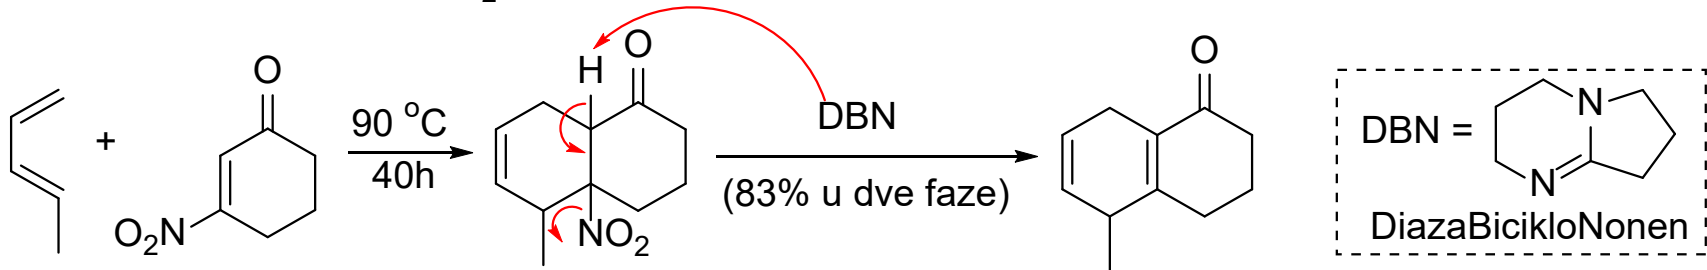 +
O
O₂N
90 °C
40h
H
O
NO₂
DBN
(83% u dve faze)
O
DBN =
N
N
DiazaBicikloNonen